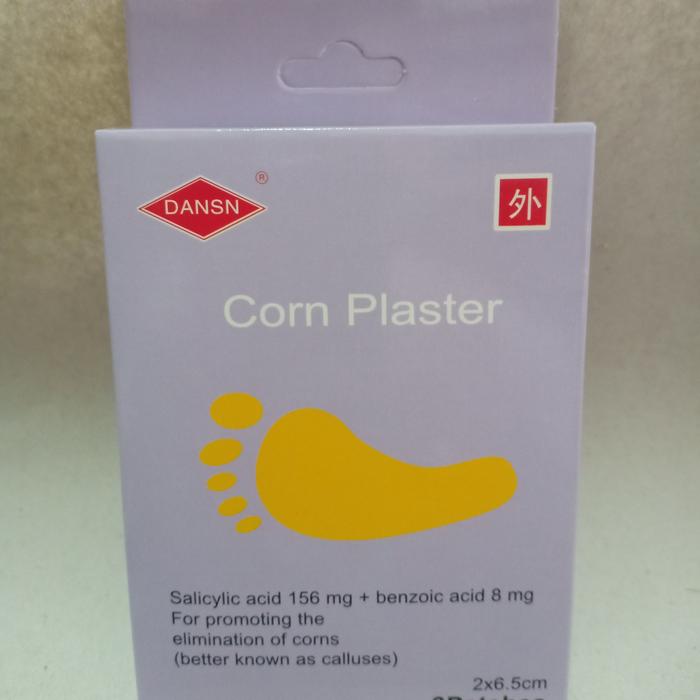 DANSN ®
外
Corn Plaster
Salicylic acid 156 mg + benzoic acid 8 mg
For promoting the
elimination of corns
(better known as calluses)
2x6.5cm